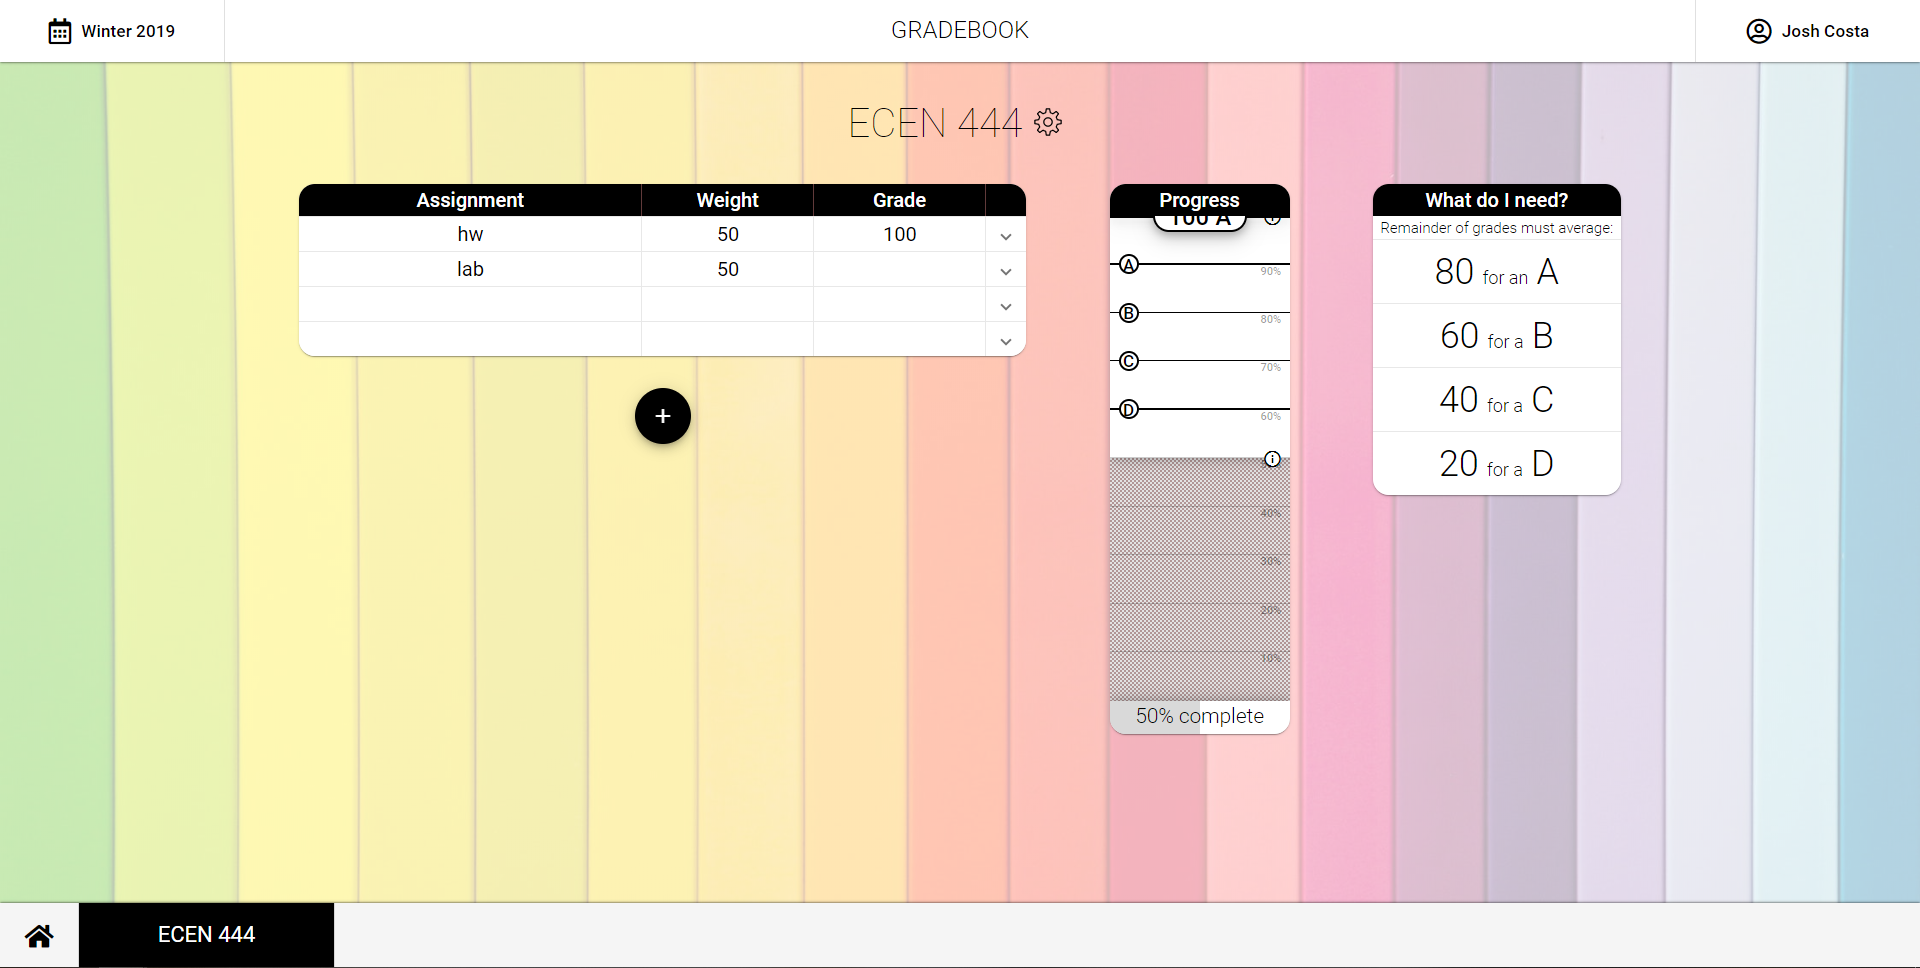 Winter 2019
GRADEBOOK
Josh Costa
ECEN 444
Assignment Weight Grade
hw 50 100
lab 50
+
Progress
100 A
A
90%
B
80%
C
70%
D
60%
40%
30%
20%
10%
50% complete
What do I need?
Remainder of grades must average:
80 for an A
60 for a B
40 for a C
20 for a D
ECEN 444